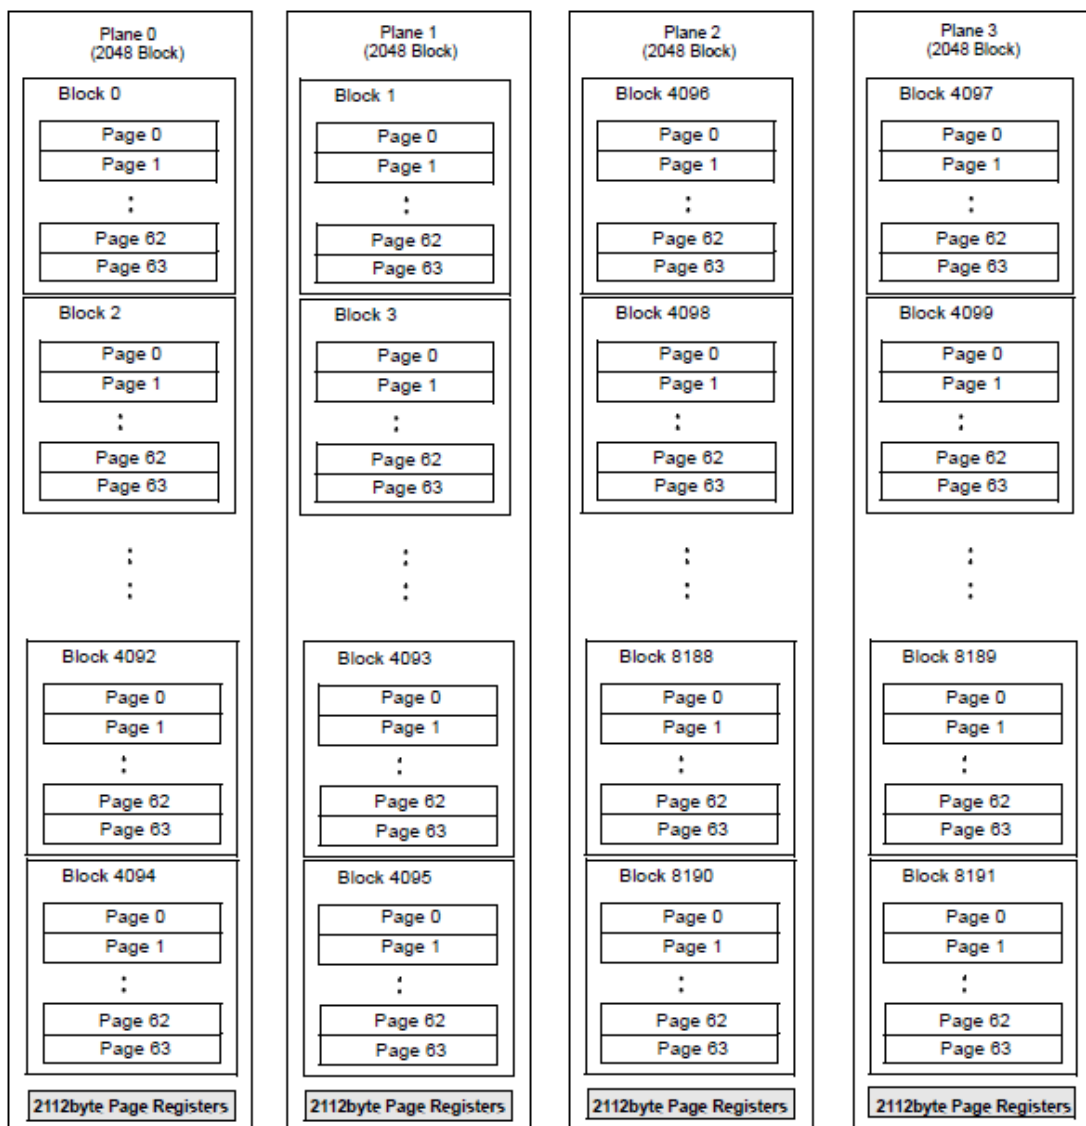 Plane 0
(2048 Block)
Block 0
Page 0
Page 1
Page 62
Page 63
Block 2
Page 0
Page 1
Page 62
Page 63
Block 4092
Page 0
Page 1
Page 62
Page 63
Block 4094
Page 0
Page 1
Page 62
Page 63
2112byte Page Registers
Plane 1
(2048 Block)
Block 1
Page 0
Page 1
Page 62
Page 63
Block 3
Page 0
Page 1
Page 62
Page 63
Block 4093
Page 0
Page 1
Page 62
Page 63
Block 4095
Page 0
Page 1
Page 62
Page 63
2112byte Page Registers
Plane 2
(2048 Block)
Block 4096
Page 0
Page 1
Page 62
Page 63
Block 4098
Page 0
Page 1
Page 62
Page 63
Block 8188
Page 0
Page 1
Page 62
Page 63
Block 8190
Page 0
Page 1
Page 62
Page 63
2112byte Page Registers
Plane 3
(2048 Block)
Block 4097
Page 0
Page 1
Page 62
Page 63
Block 4099
Page 0
Page 1
Page 62
Page 63
Block 8189
Page 0
Page 1
Page 62
Page 63
Block 8191
Page 0
Page 1
Page 62
Page 63
2112byte Page Registers